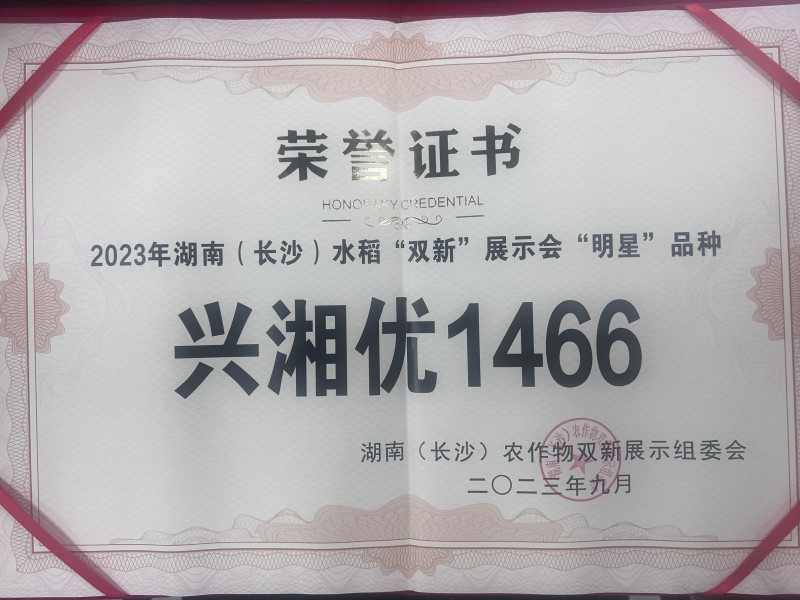 荣誉证书
HONORARY CREDENTIAL
2023年湖南（长沙）水稻“双新”展示会“明星”品种
兴湘优1466
湖南（长沙）农作物双新展示组委会
二〇二三年九月